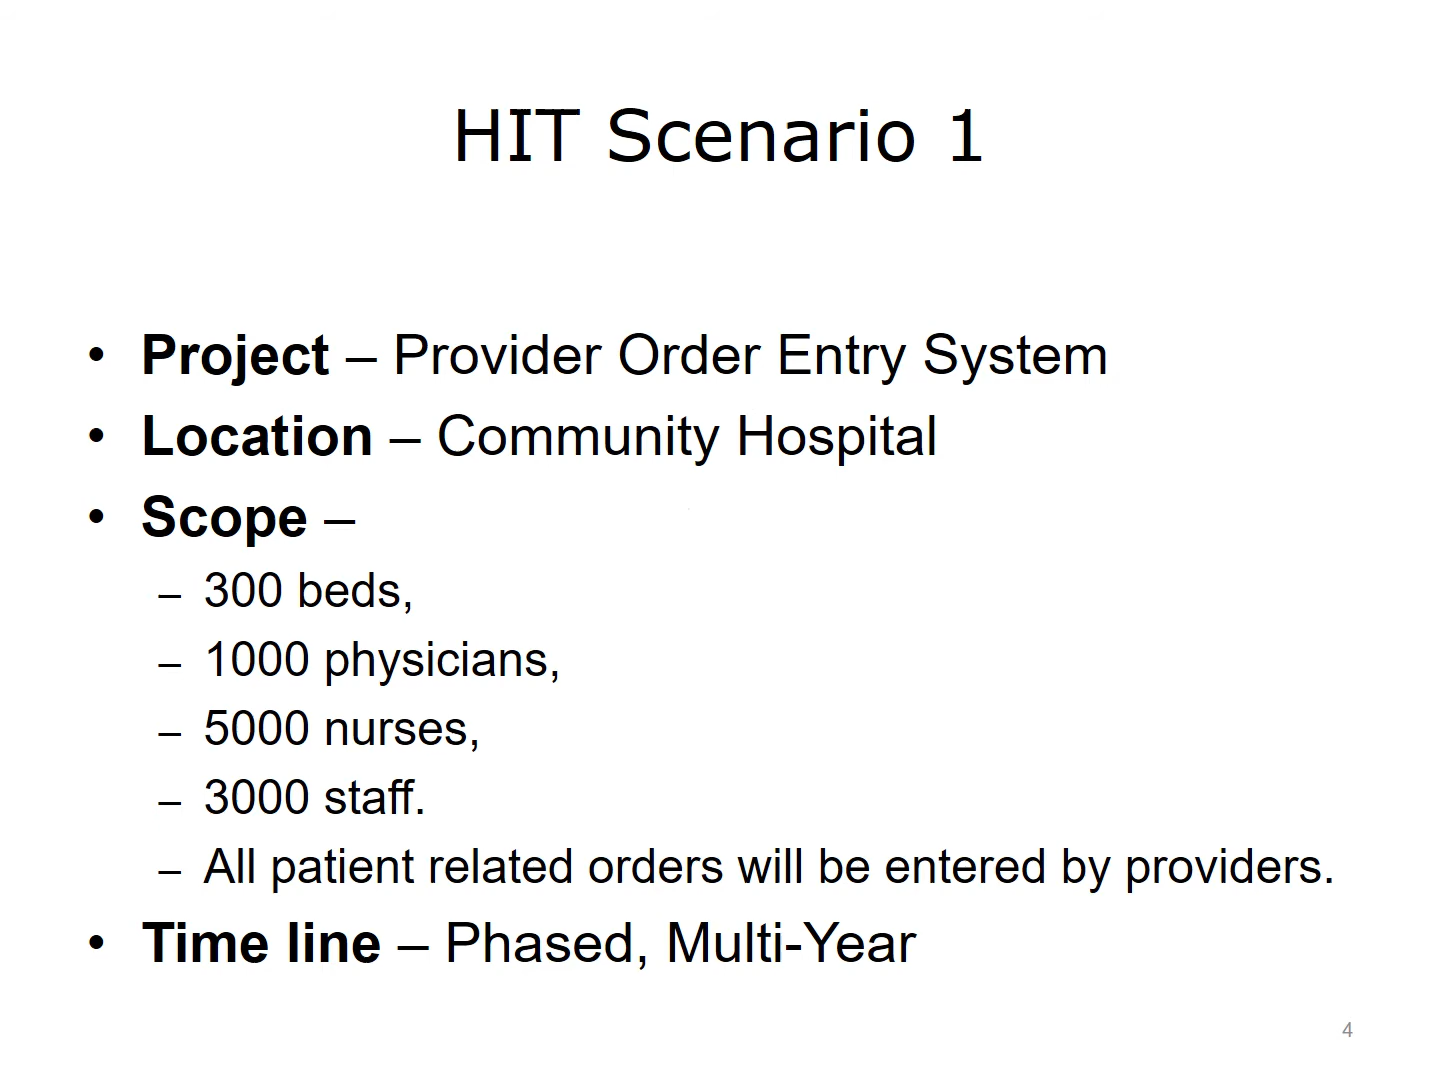 HIT Scenario 1
• Project – Provider Order Entry System
• Location – Community Hospital
• Scope –
– 300 beds,
– 1000 physicians,
– 5000 nurses,
– 3000 staff.
– All patient related orders will be entered by providers.
• Time line – Phased, Multi-Year
4